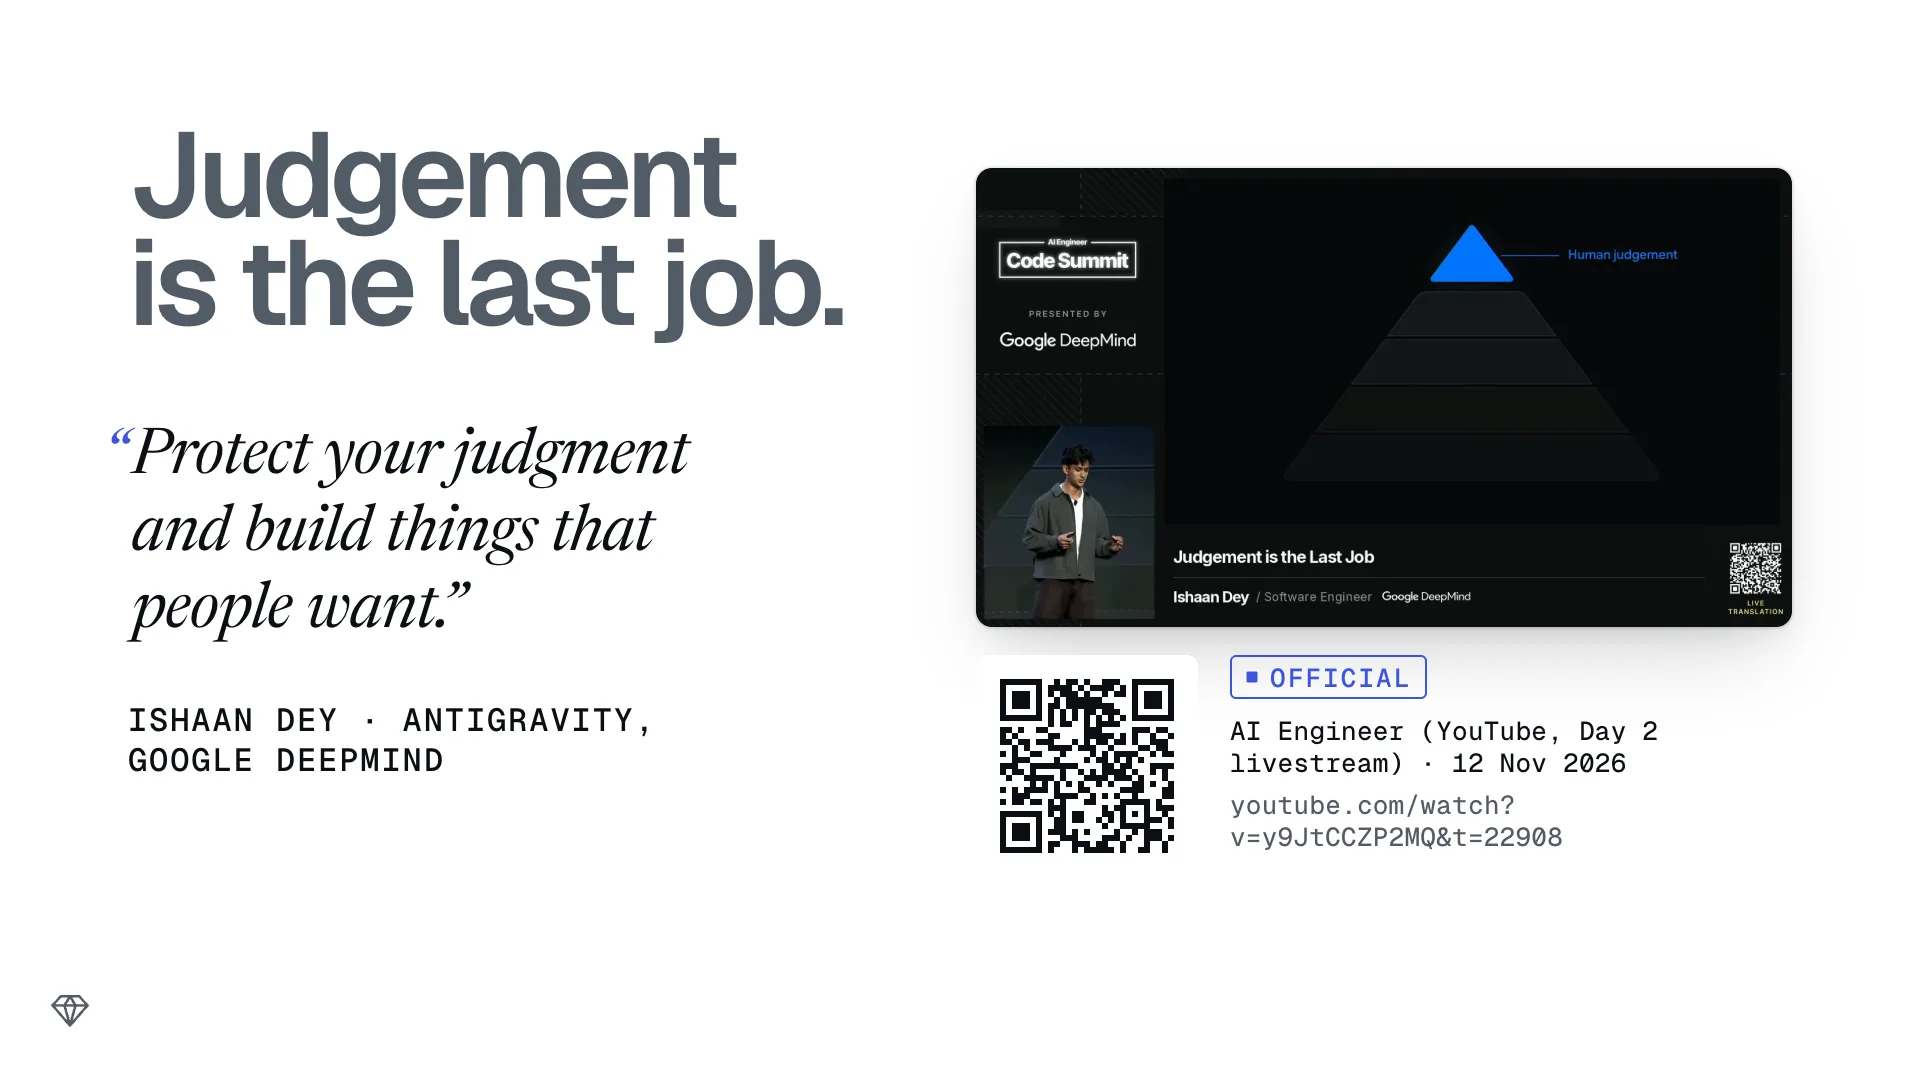 Judgement
is the last job.
“Protect your judgment
and build things that
people want.”
ISHAAN DEY · ANTIGRAVITY,
GOOGLE DEEPMIND
AI Engineer
Code Summit
PRESENTED BY
Google DeepMind
Human judgement
Judgement is the Last Job
Ishaan Dey / Software Engineer Google DeepMind
LIVE
TRANSLATION
OFFICIAL
AI Engineer (YouTube, Day 2
livestream) · 12 Nov 2026
youtube.com/watch?
v=y9JtCCZP2MQ&t=22908